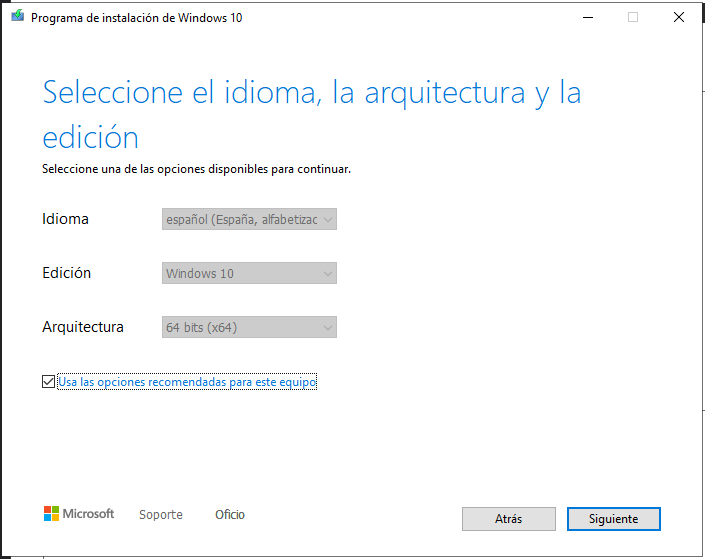 Programa de instalación de Windows 10
Seleccione el idioma, la arquitectura y la
edición
Seleccione una de las opciones disponibles para continuar.
Idioma español (España, alfabetizac
Edición Windows 10
Arquitectura 64 bits (x64)
Usa las opciones recomendadas para este equipo
Microsoft Soporte Oficio Atrás Siguiente